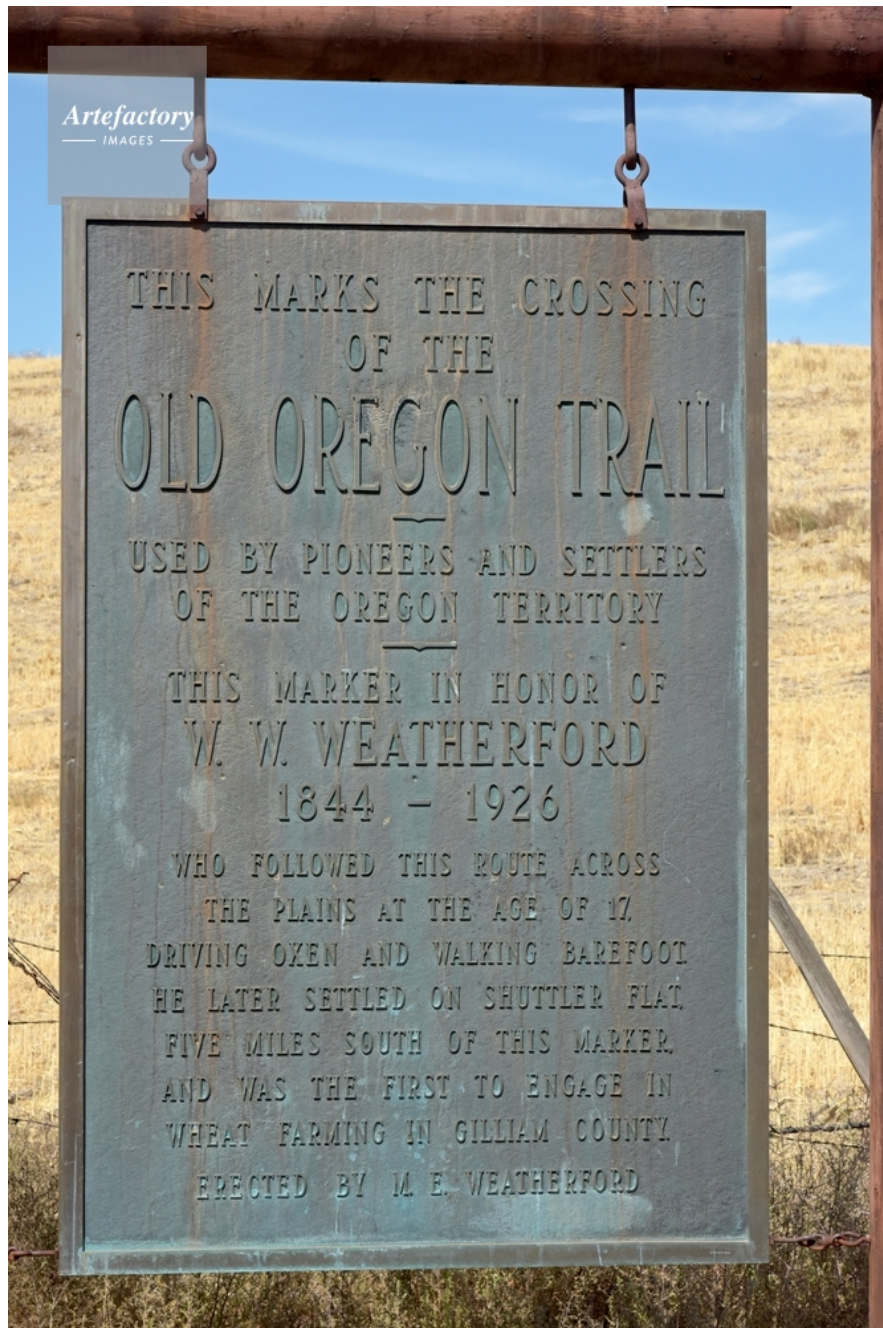 Artefactory
IMAGES
THIS MARKS THE CROSSING
OF THE
OLD OREGON TRAIL
USED BY PIONEERS AND SETTLERS
OF THE OREGON TERRITORY
THIS MARKER IN HONOR OF
W. W. WEATHERFORD
1844 – 1926
WHO FOLLOWED THIS ROUTE ACROSS
THE PLAINS AT THE AGE OF 17,
DRIVING OXEN AND WALKING BAREFOOT.
HE LATER SETTLED ON SHUTTLER FLAT,
FIVE MILES SOUTH OF THIS MARKER,
AND WAS THE FIRST TO ENGAGE IN
WHEAT FARMING IN GILLIAM COUNTY.
ERECTED BY M. E. WEATHERFORD